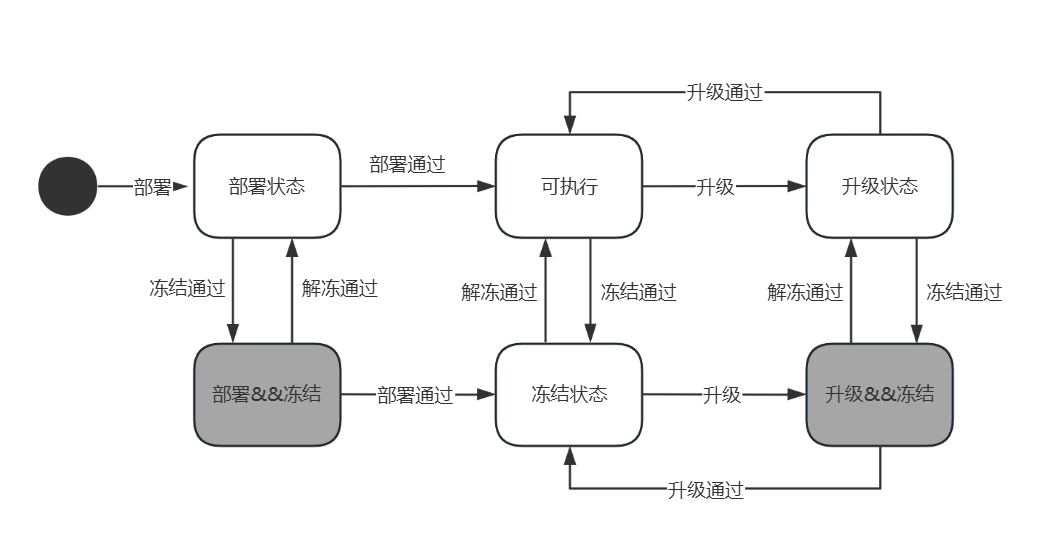 升级通过
部署
部署状态
部署通过
可执行
升级
升级状态
冻结通过
解冻通过
解冻通过
冻结通过
解冻通过
冻结通过
部署&&冻结
部署通过
冻结状态
升级
升级&&冻结
升级通过